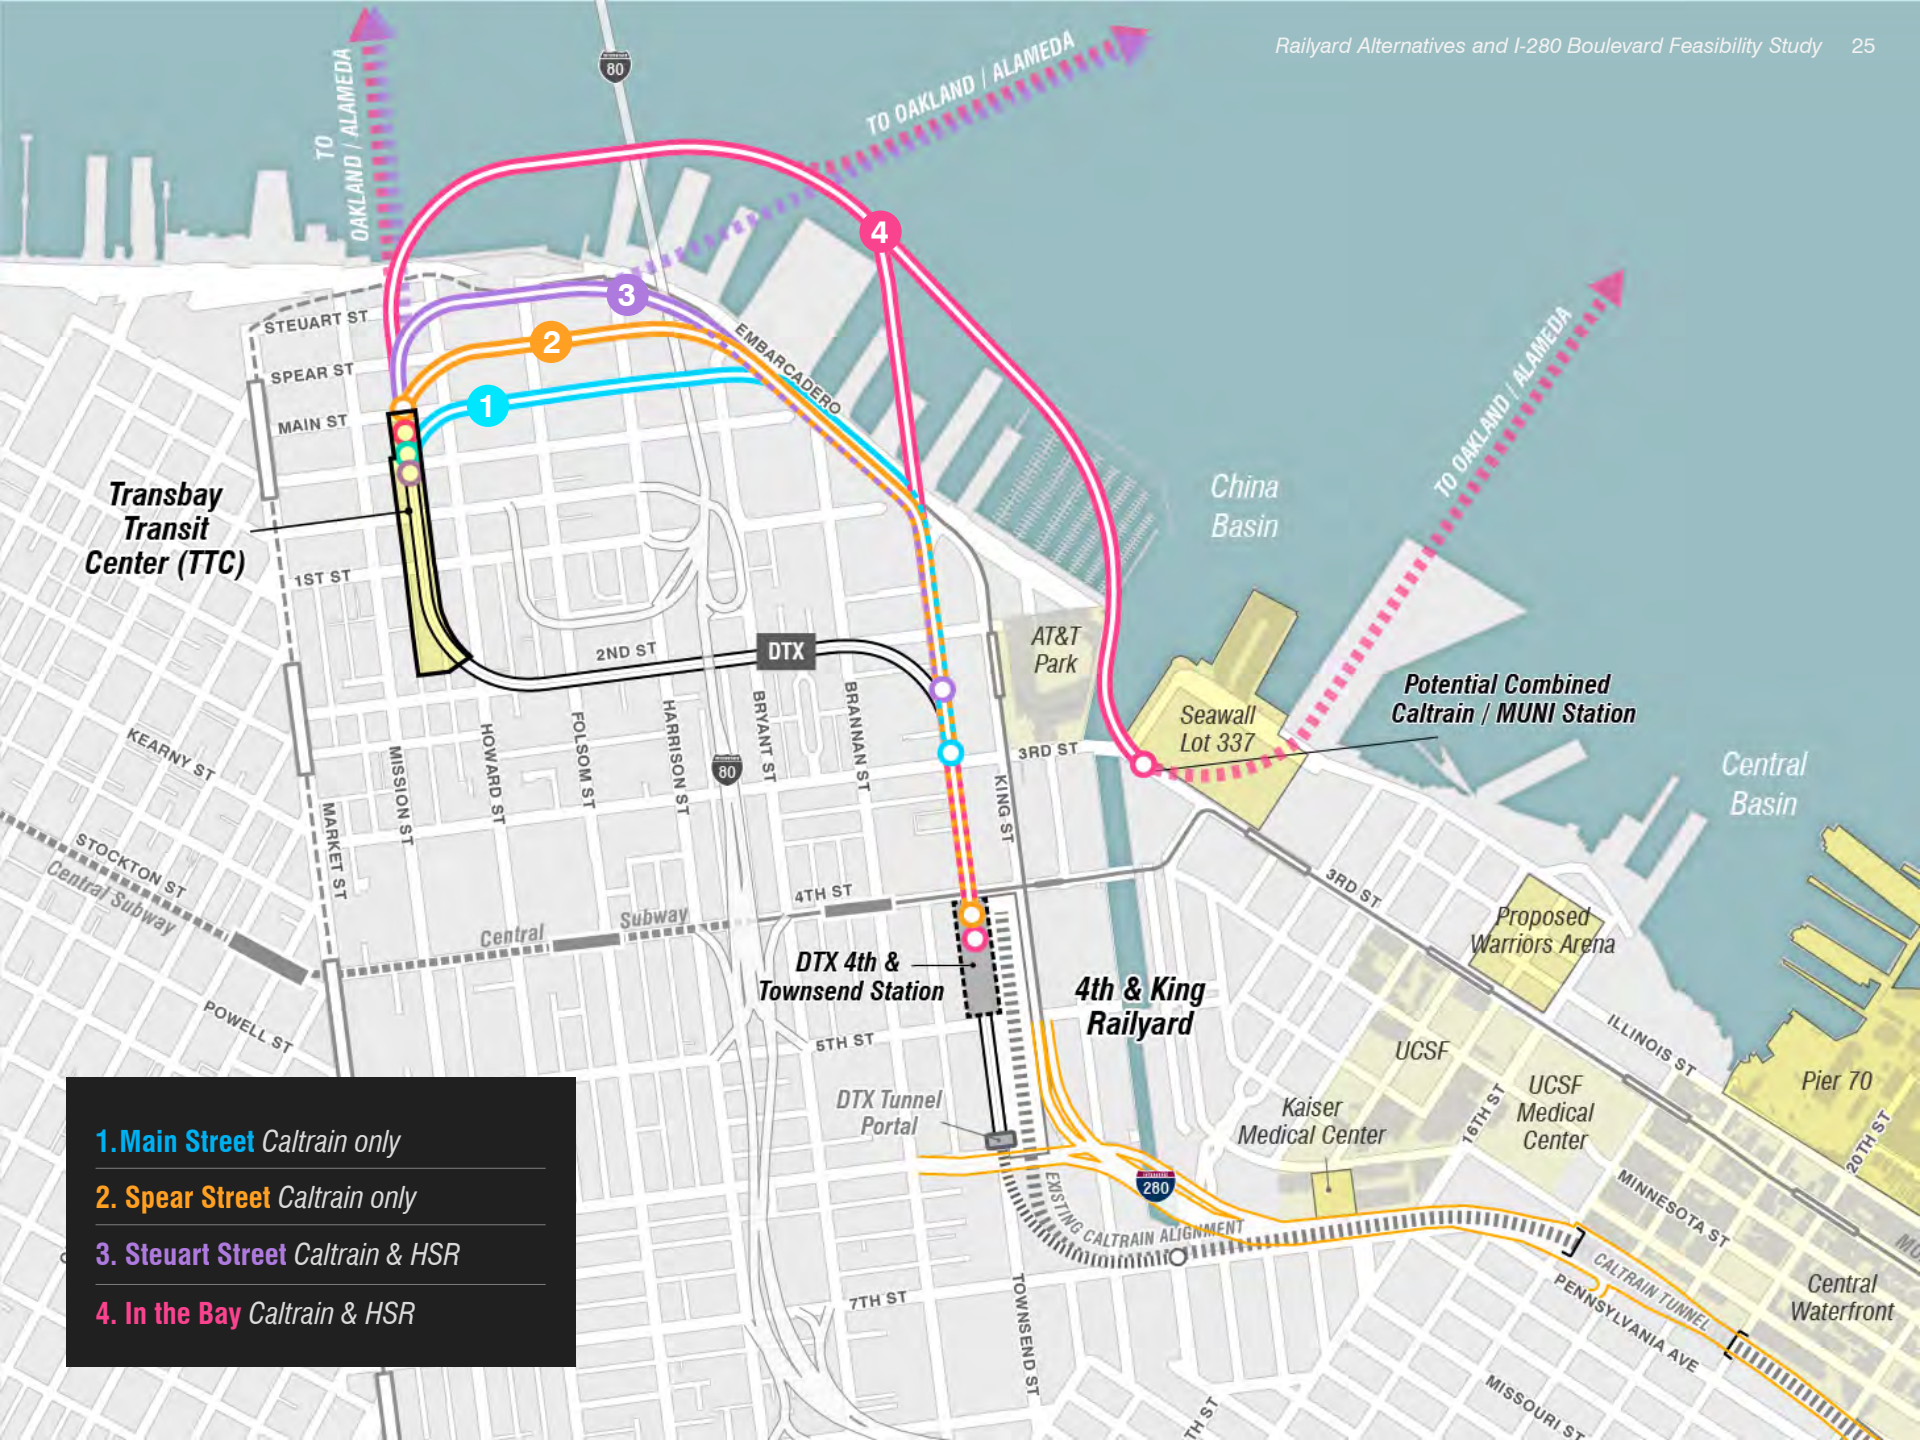 Railyard Alternatives and I-280 Boulevard Feasibility Study 25
TO
OAKLAND / ALAMEDA
80
TO OAKLAND / ALAMEDA
4
3
2
1
STEUART ST
SPEAR ST
MAIN ST
EMBARCADERO
TO OAKLAND / ALAMEDA
China
Basin
Transbay
Transit
Center (TTC)
1ST ST
2ND ST
DTX
AT&T
Park
Seawall
Lot 337
Potential Combined
Caltrain / MUNI Station
3RD ST
Central
Basin
KEARNY ST
MISSION ST
HOWARD ST
FOLSOM ST
HARRISON ST
80
BRYANT ST
BRANNAN ST
KING ST
MARKET ST
STOCKTON ST
Central Subway
Central
Subway
4TH ST
3RD ST
Proposed
Warriors Arena
DTX 4th &
Townsend Station
4th & King
Railyard
POWELL ST
5TH ST
ILLINOIS ST
UCSF
Pier 70
DTX Tunnel
Portal
Kaiser
Medical Center
16TH ST
UCSF
Medical
Center
20TH ST
280
EXISTING CALTRAIN ALIGNMENT
MINNESOTA ST
CALTRAIN TUNNEL
PENNSYLVANIA AVE
Central
Waterfront
7TH ST
TOWNSEND ST
MISSOURI ST
TH ST
1. Main Street Caltrain only
2. Spear Street Caltrain only
3. Steuart Street Caltrain & HSR
4. In the Bay Caltrain & HSR